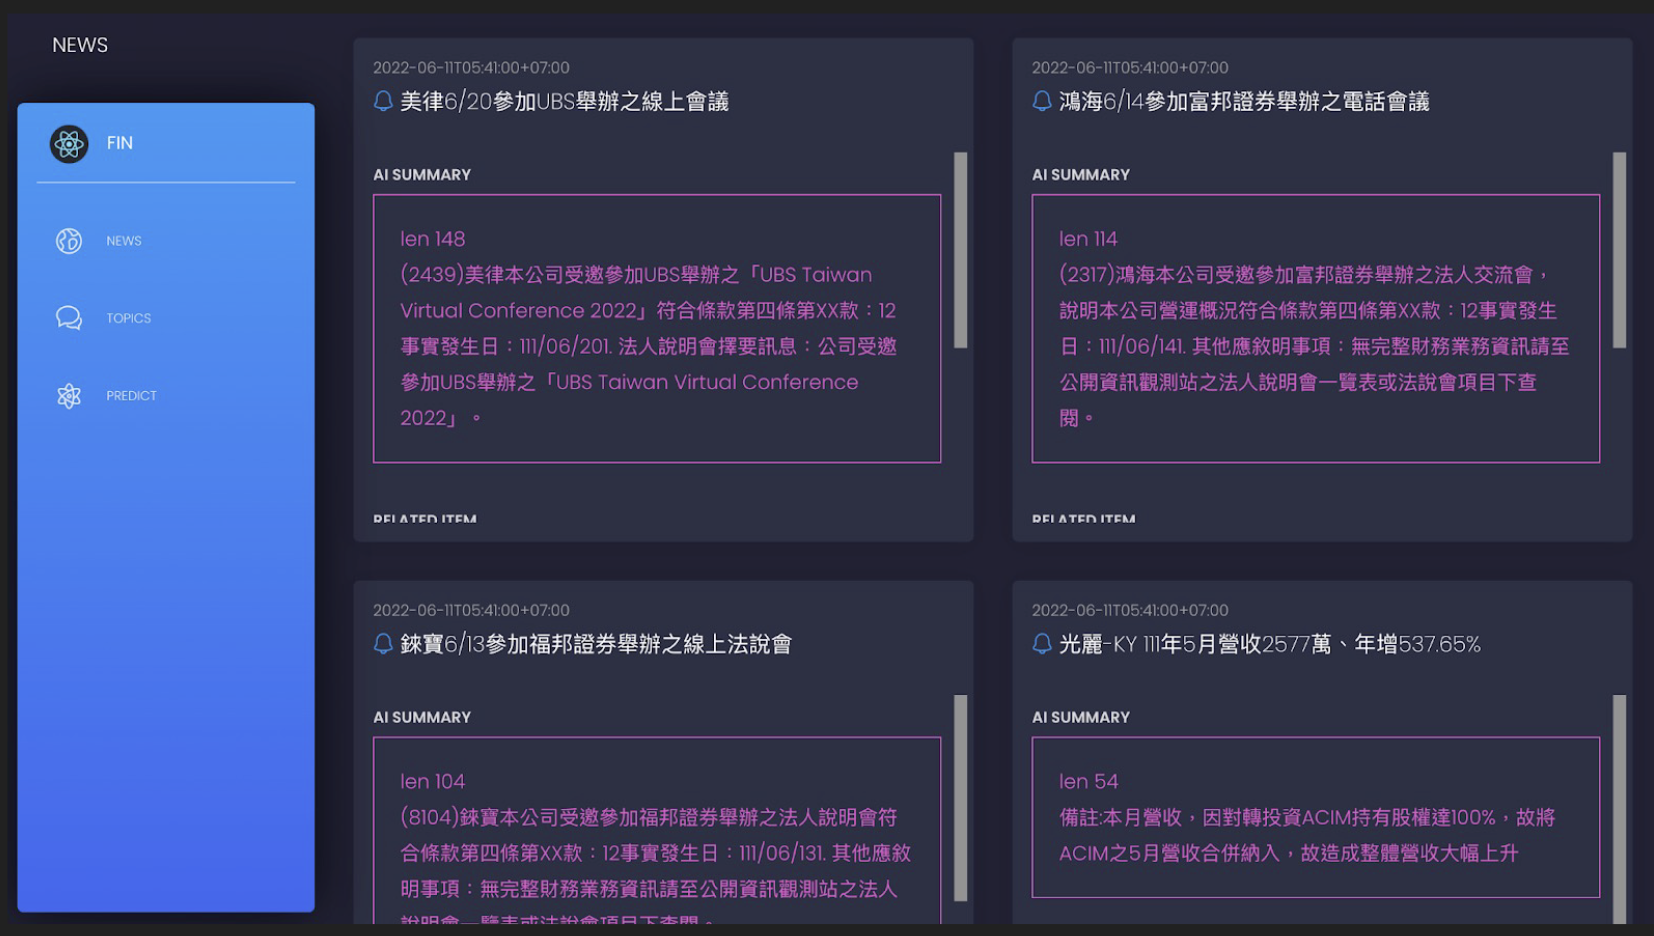 NEWS
FIN
NEWS
TOPICS
PREDICT
2022-06-11T05:41:00+07:00
美律6/20參加UBS舉辦之線上會議
AI SUMMARY
len 148
(2439)美律本公司受邀參加UBS舉辦之「UBS Taiwan
Virtual Conference 2022」符合條款第四條第XX款：12
事實發生日：111/06/201. 法人說明會擇要訊息：公司受邀
參加UBS舉辦之「UBS Taiwan Virtual Conference
2022」。
RELATED ITEM
2022-06-11T05:41:00+07:00
鴻海6/14參加富邦證券舉辦之電話會議
AI SUMMARY
len 114
(2317)鴻海本公司受邀參加富邦證券舉辦之法人交流會，
說明本公司營運概況符合條款第四條第XX款：12事實發生
日：111/06/141. 其他應敘明事項：無完整財務業務資訊請至
公開資訊觀測站之法人說明會一覽表或法說會項目下查
閱。
RELATED ITEM
2022-06-11T05:41:00+07:00
錸寶6/13參加福邦證券舉辦之線上法說會
AI SUMMARY
len 104
(8104)錸寶本公司受邀參加福邦證券舉辦之法人說明會符
合條款第四條第XX款：12事實發生日：111/06/131. 其他應敘
明事項：無完整財務業務資訊請至公開資訊觀測站之法人
說明會一覽表或法說會項目下查閱。
2022-06-11T05:41:00+07:00
光麗-KY 111年5月營收2577萬、年增537.65%
AI SUMMARY
len 54
備註:本月營收，因對轉投資ACIM持有股權達100%，故將
ACIM之5月營收合併納入，故造成整體營收大幅上升